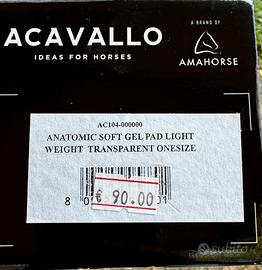 ACAVALLO
IDEAS FOR HORSES
A BRAND OF
AMAHORSE
AC104-000000
ANATOMIC SOFT GEL PAD LIGHT
WEIGHT TRANSPARENT ONESIZE
€ 90.00
subito